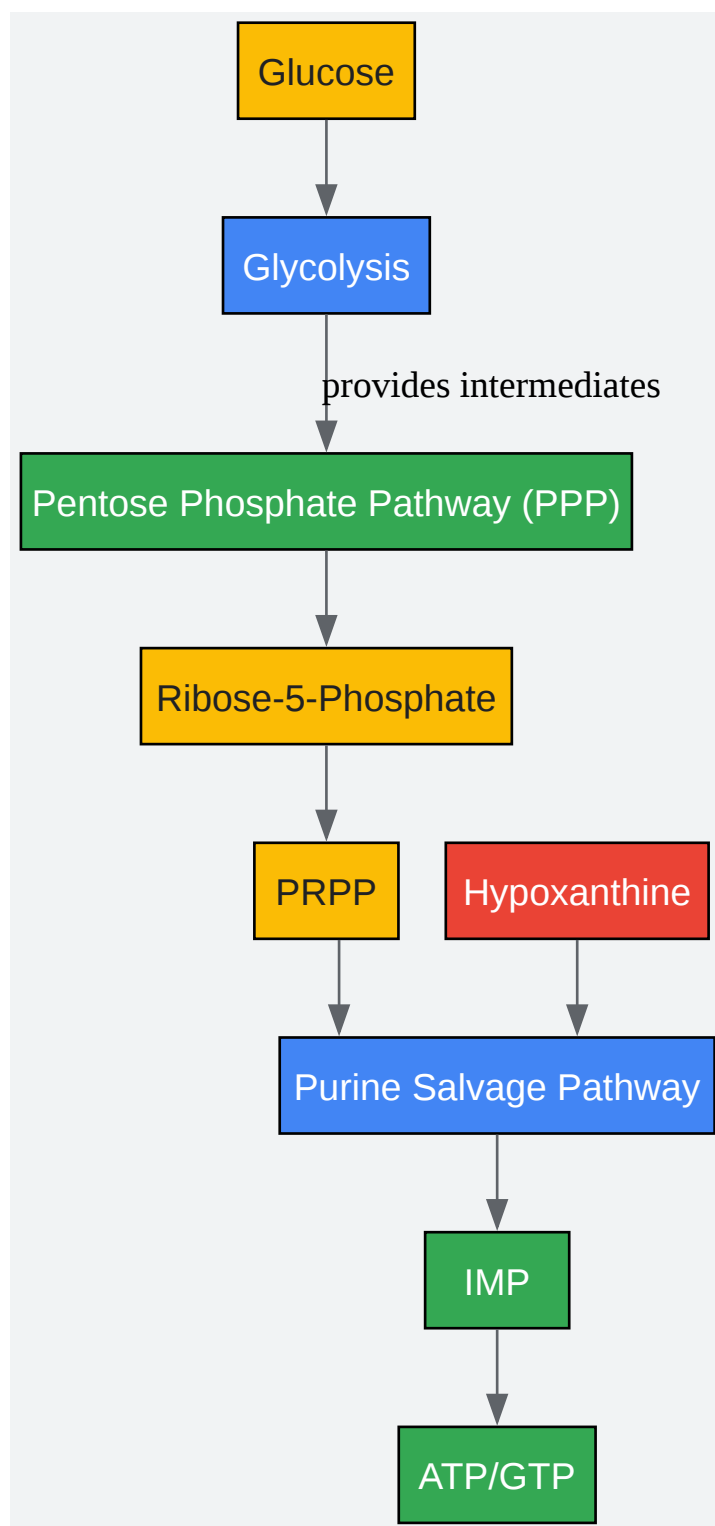 Glucose
Glycolysis
provides intermediates
Pentose Phosphate Pathway (PPP)
Ribose-5-Phosphate
PRPP
Hypoxanthine
Purine Salvage Pathway
IMP
ATP/GTP